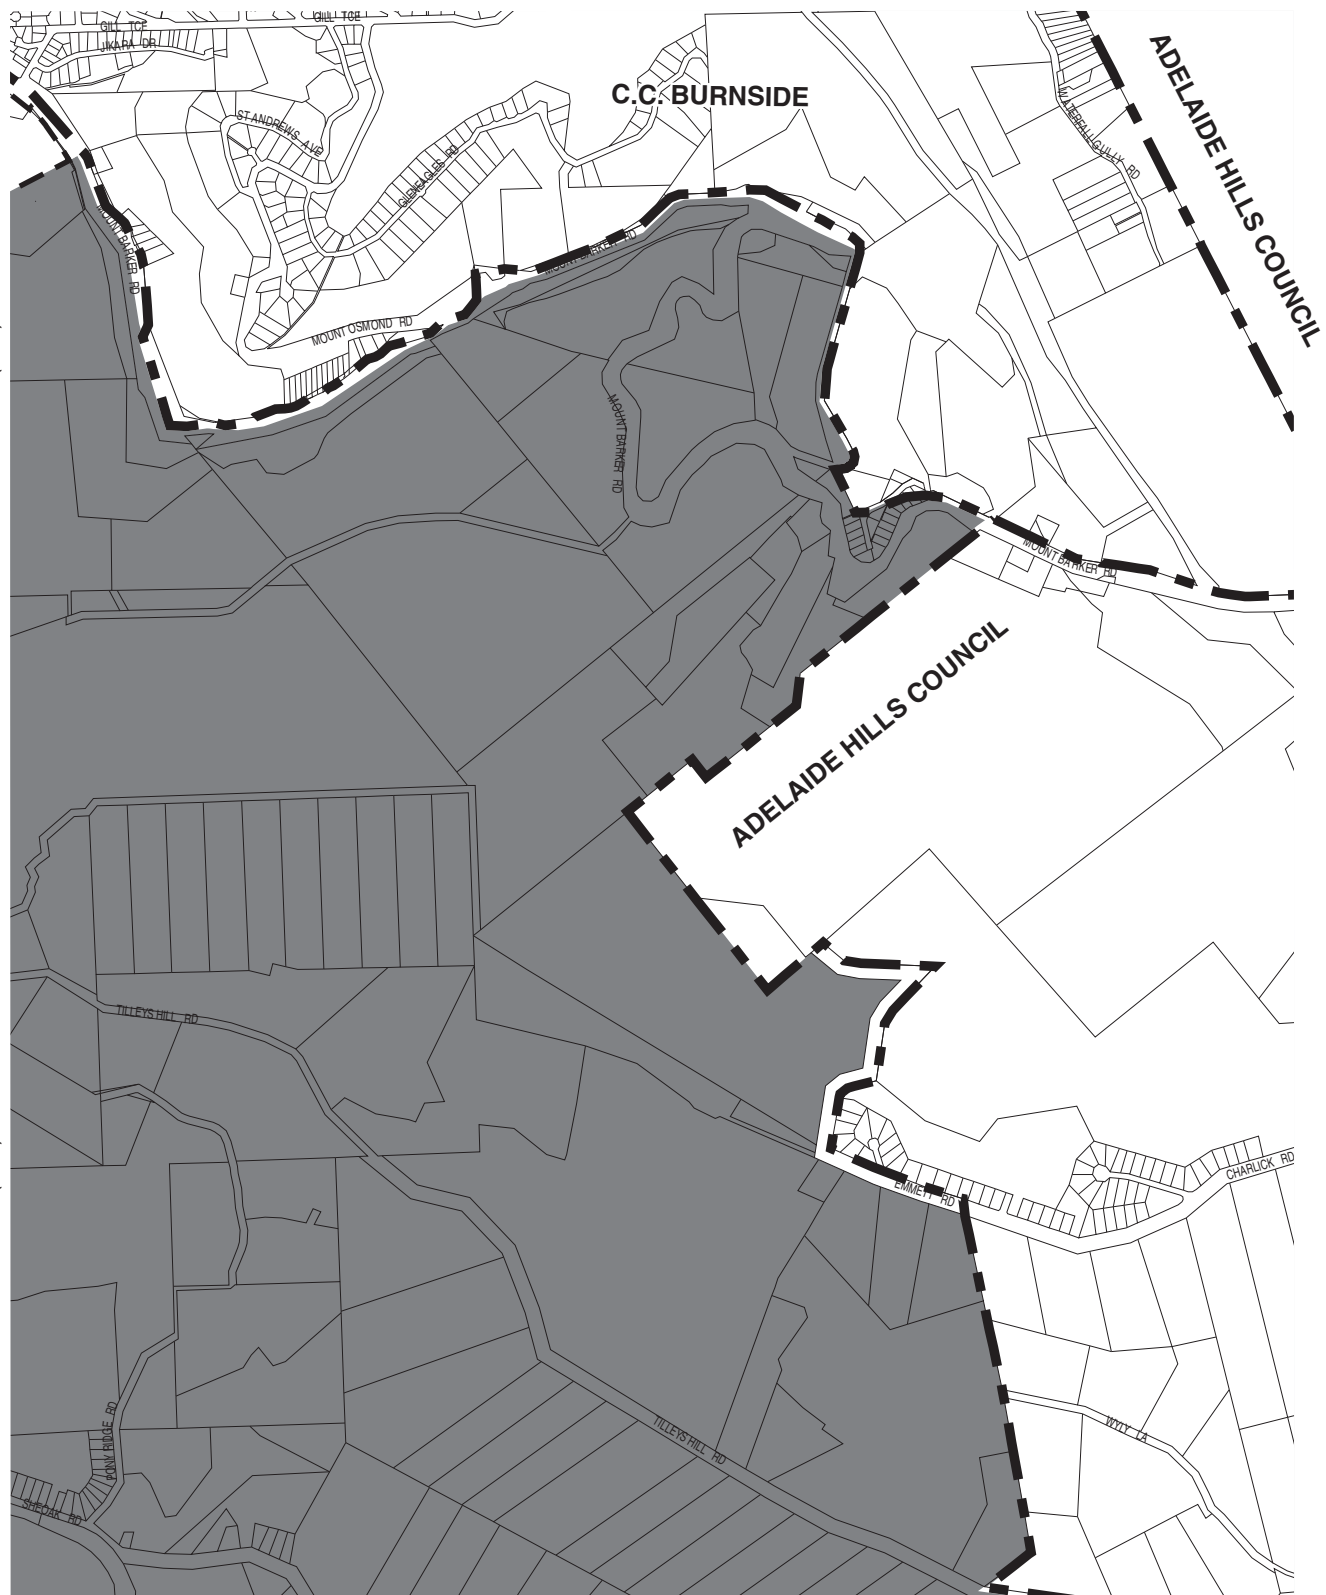 GILL TCE
GILL TCE
JIKARA DR
ST ANDREWS AVE
C.C. BURNSIDE
ADELAIDE HILLS COUNCIL
WATERFALL GULLY RD
GLENEAGLES RD
MOUNT BARKER RD
MOUNT BARKER RD
MOUNT OSMOND RD
MOUNT BARKER RD
MOUNT BARKER RD
ADELAIDE HILLS COUNCIL
TILLEYS HILL RD
CHARLICK RD
EMMETT RD
WYLY LA
TILLEYS HILL RD
PONY RIDGE RD
SHEOAK RD